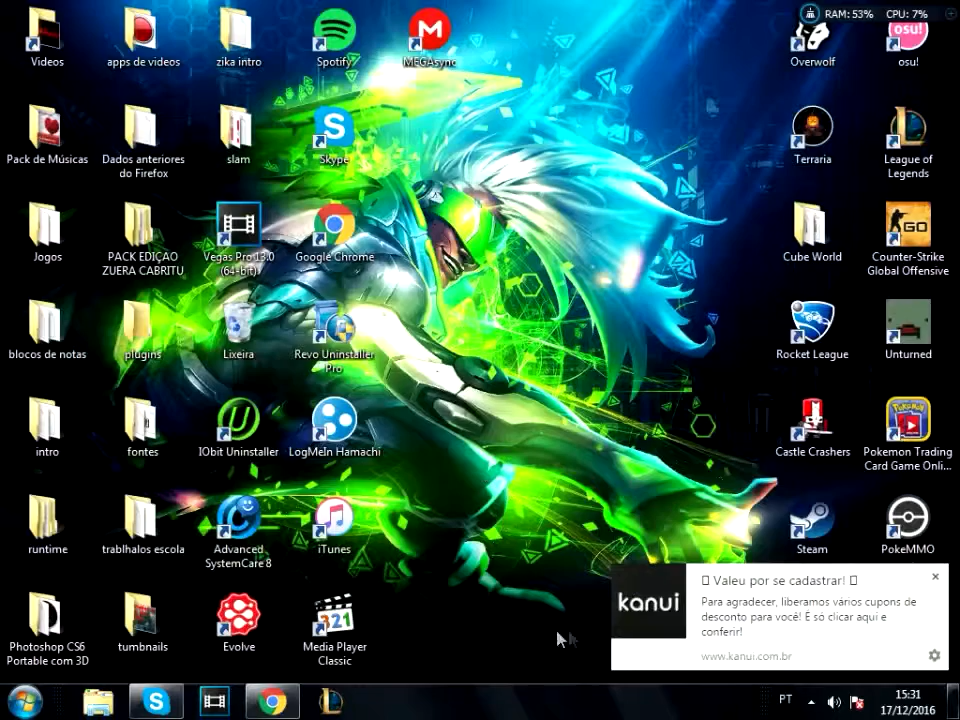 RAM: 53% CPU: 7%
Videos
apps de videos
zika intro
Spotify
MEGAsync
Overwolf
osu!
osu!
Pack de Músicas
Dados anteriores
do Firefox
slam
Skype
Terraria
League of
Legends
Jogos
PACK EDIÇAO
ZUERA CABRITU
Vegas Pro 13.0
(64-bit)
Google Chrome
Cube World
GO
Counter-Strike
Global Offensive
blocos de notas
plugins
Lixeira
Revo Uninstaller
Pro
Rocket League
Unturned
intro
fontes
IObit Uninstaller
LogMeIn Hamachi
Castle Crashers
Pokemon Trading
Card Game Onli...
runtime
trablhalos escola
Advanced
SystemCare 8
iTunes
Steam
PokeMMO
kanui
Valeu por se cadastrar!
Para agradecer, liberamos vários cupons de
desconto para você! É só clicar aqui e
conferir!
www.kanui.com.br
321
Photoshop CS6
Portable com 3D
tumbnails
Evolve
Media Player
Classic
PT
15:31
17/12/2016